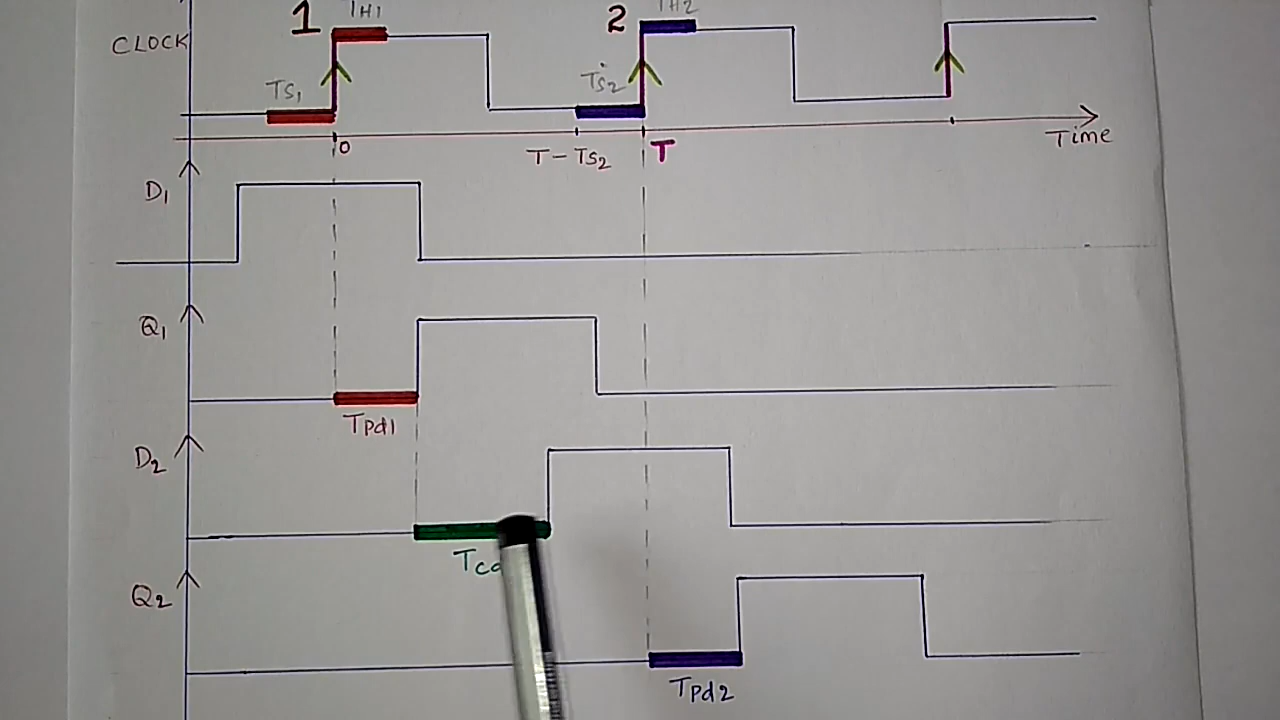 1 TH1 2 TH2
CLOCK
TS1 TS2
0 T-TS2 T Time
D1
Q1
Tpd1
D2
Q2
Tpd2